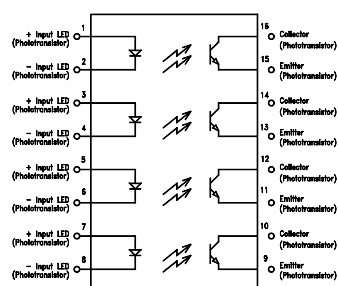 1
+ Input LED
(Phototransistor)
16
Collector
(Phototransistor)
2
− Input LED
(Phototransistor)
15
Emitter
(Phototransistor)
3
+ Input LED
(Phototransistor)
14
Collector
(Phototransistor)
4
− Input LED
(Phototransistor)
13
Emitter
(Phototransistor)
5
+ Input LED
(Phototransistor)
12
Collector
(Phototransistor)
6
− Input LED
(Phototransistor)
11
Emitter
(Phototransistor)
7
+ Input LED
(Phototransistor)
10
Collector
(Phototransistor)
8
− Input LED
(Phototransistor)
9
Emitter
(Phototransistor)